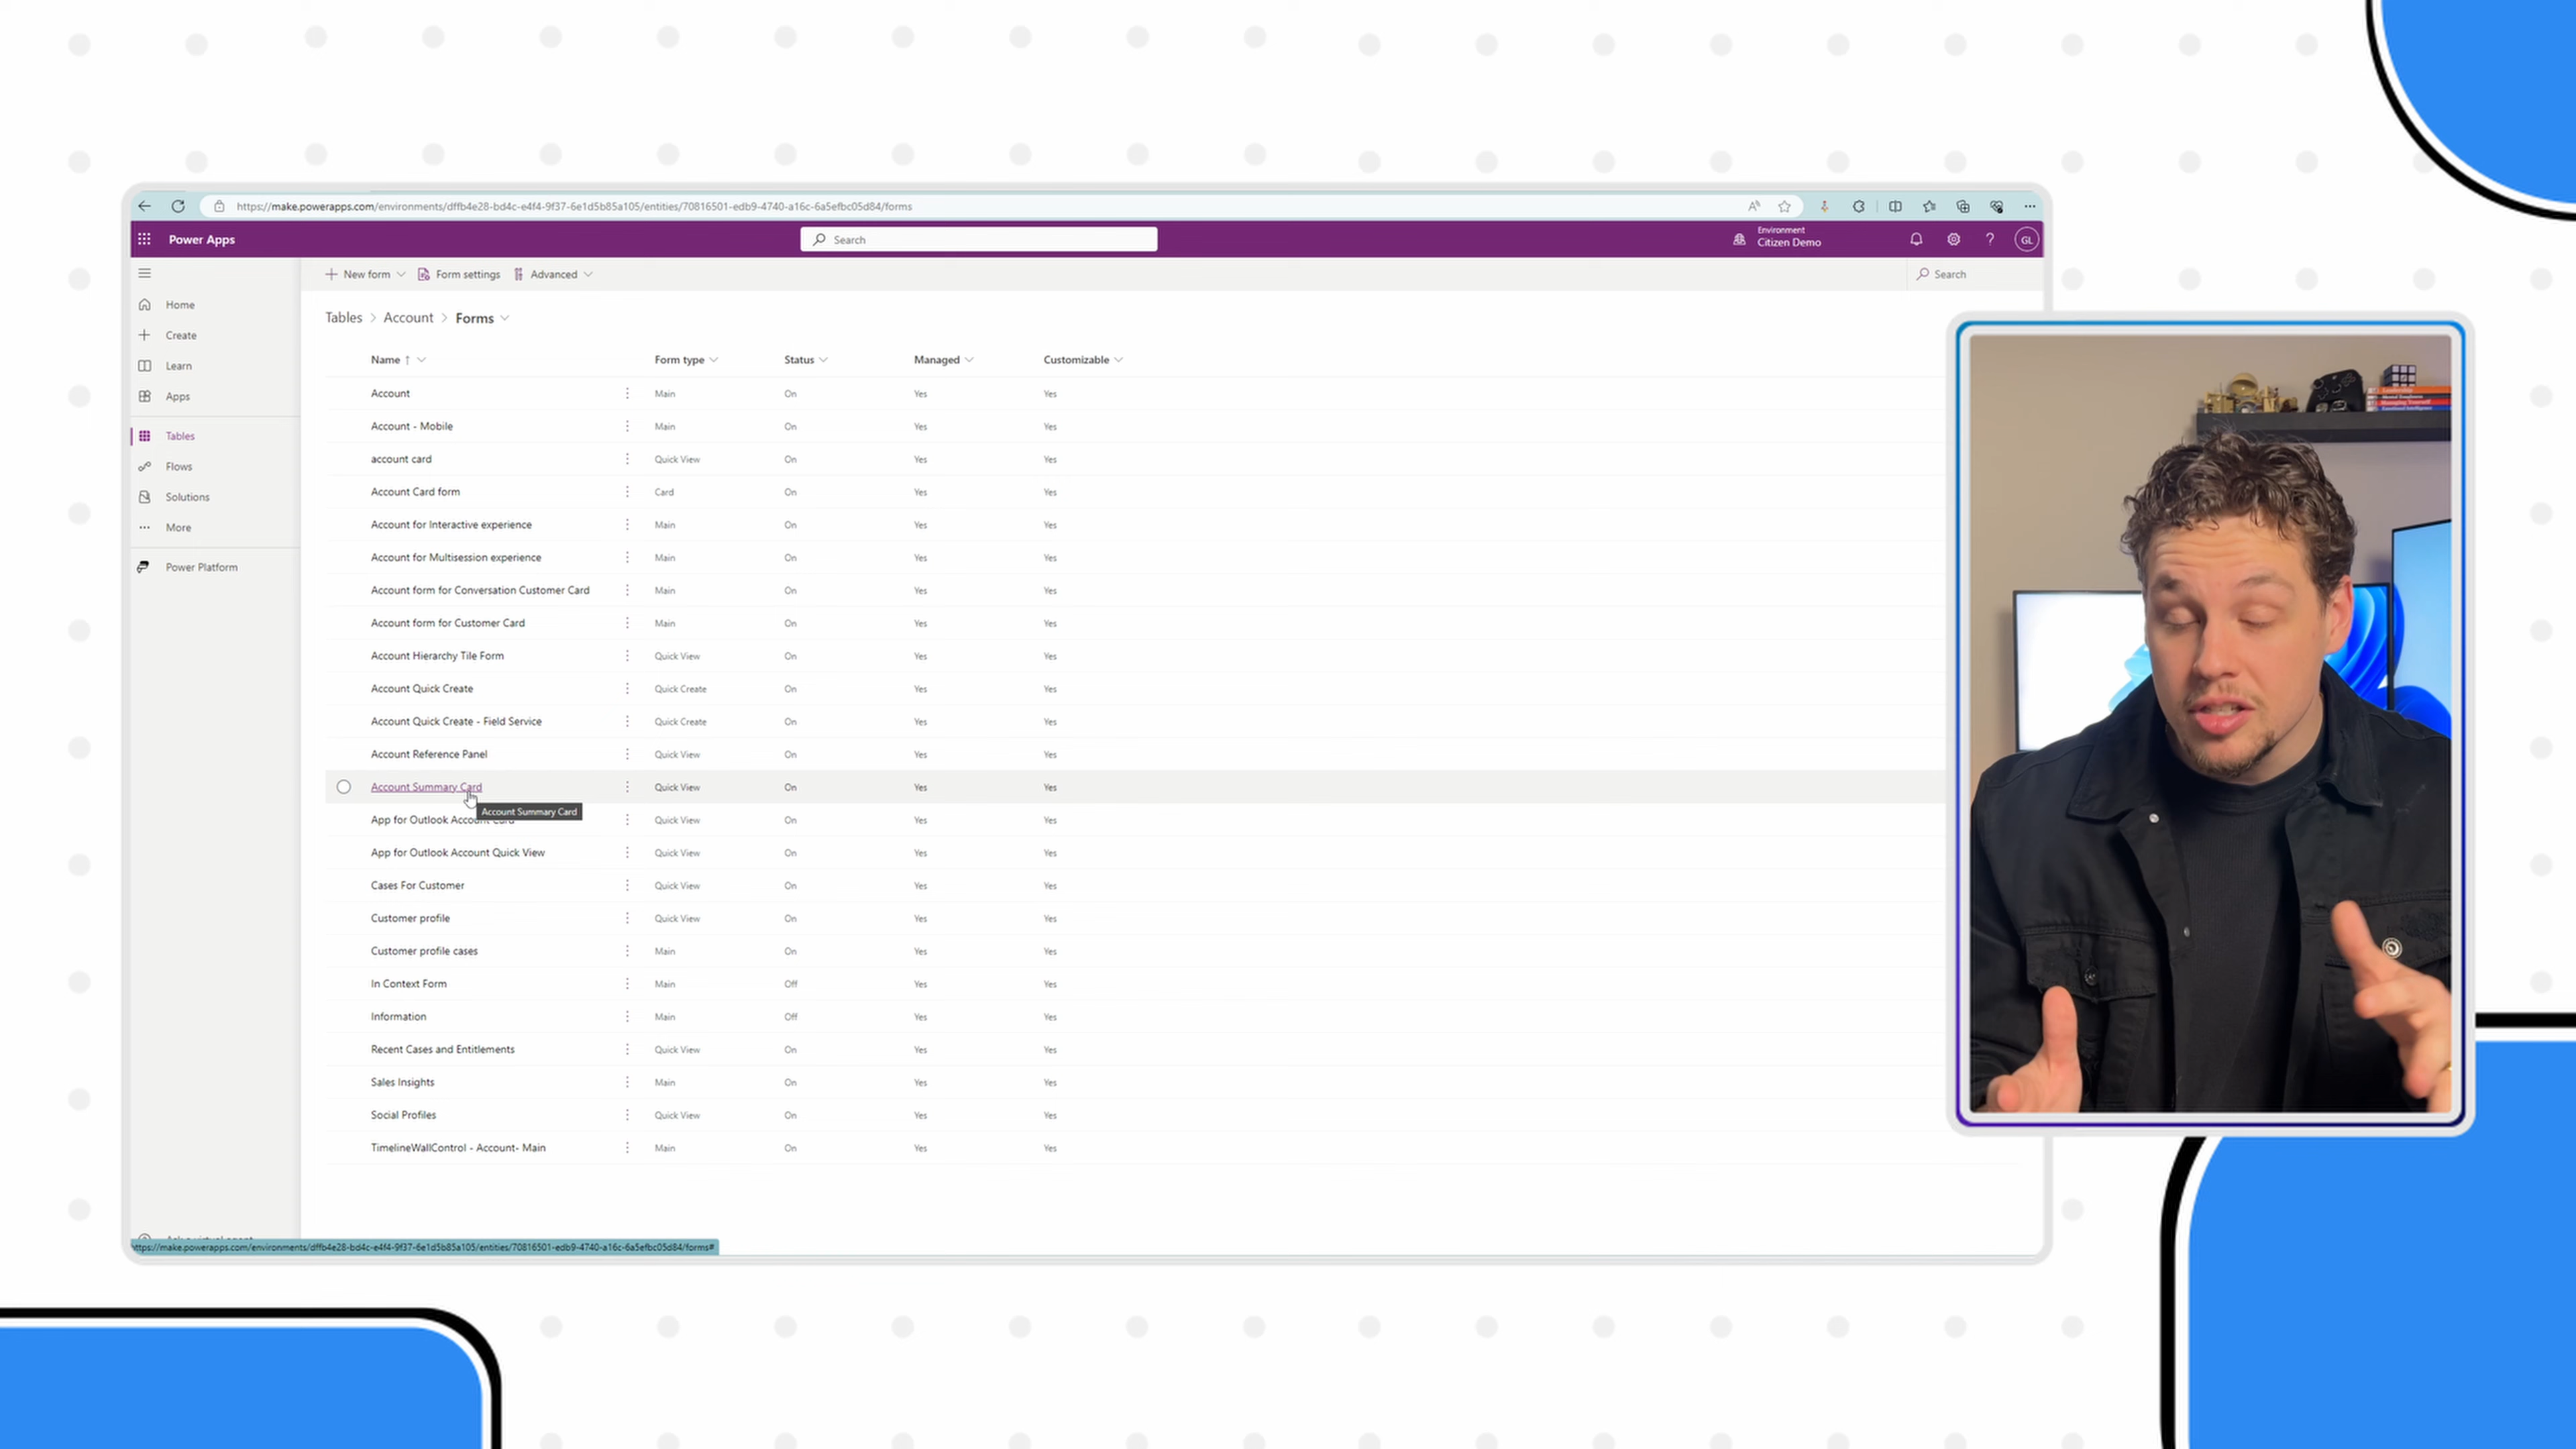 https://make.powerapps.com/environments/dffb4e28-bd4c-e4f4-9f37-6e1d5b85a105/entities/70816501-edb9-4740-a16c-6a5efbc05d84/forms
Power Apps
Search
Environment
Citizen Demo
GL
New form
Form settings
Advanced
Search
Home
Create
Learn
Apps
Tables
Flows
Solutions
More
Power Platform
Tables > Account > Forms
Name ↑ Form type Status Managed Customizable
Account Main On Yes Yes
Account - Mobile Main On Yes Yes
account card Quick View On Yes Yes
Account Card form Card On Yes Yes
Account for Interactive experience Main On Yes Yes
Account for Multisession experience Main On Yes Yes
Account form for Conversation Customer Card Main On Yes Yes
Account form for Customer Card Main On Yes Yes
Account Hierarchy Tile Form Quick View On Yes Yes
Account Quick Create Quick Create On Yes Yes
Account Quick Create - Field Service Quick Create On Yes Yes
Account Reference Panel Quick View On Yes Yes
Account Summary Card Quick View On Yes Yes
Account Summary Card
App for Outlook Account Card Quick View On Yes Yes
App for Outlook Account Quick View Quick View On Yes Yes
Cases For Customer Quick View On Yes Yes
Customer profile Quick View On Yes Yes
Customer profile cases Main On Yes Yes
In Context Form Main Off Yes Yes
Information Main Off Yes Yes
Recent Cases and Entitlements Quick View On Yes Yes
Sales Insights Main On Yes Yes
Social Profiles Quick View On Yes Yes
TimelineWallControl - Account- Main Main On Yes Yes
https://make.powerapps.com/environments/dffb4e28-bd4c-e4f4-9f37-6e1d5b85a105/entities/70816501-edb9-4740-a16c-6a5efbc05d84/forms#